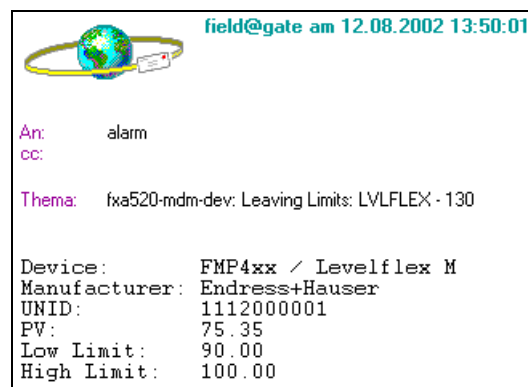 field@gate am 12.08.2002 13:50:01
An: alarm
cc:
Thema: fxa520-mdm-dev: Leaving Limits: LVLFLEX - 130
Device: FMP4xx / Levelflex M
Manufacturer: Endress+Hauser
UNID: 1112000001
PV: 75.35
Low Limit: 90.00
High Limit: 100.00